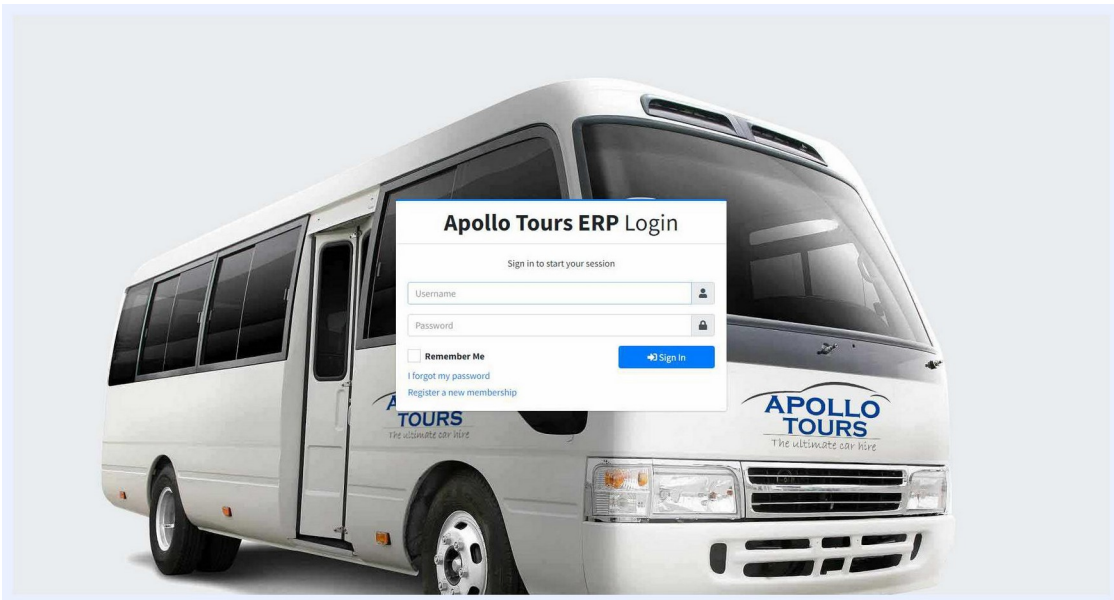 Apollo Tours ERP Login
Sign in to start your session
Username
Password
Remember Me
Sign In
I forgot my password
Register a new membership
TOURS
The ultimate car hire
APOLLO
TOURS
The ultimate car hire